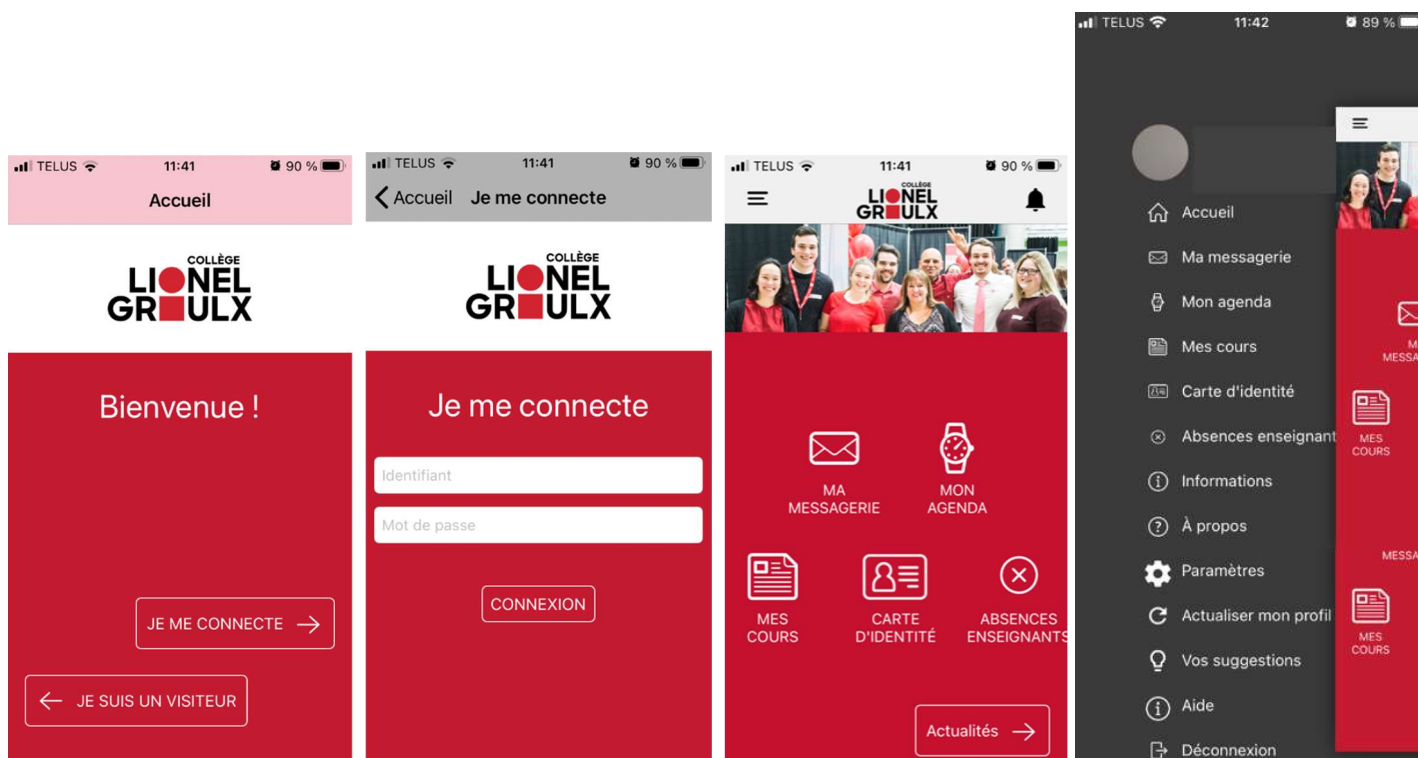 TELUS 11:41 90 %
Accueil
COLLÈGE
LIONEL
GROULX
Bienvenue !
JE ME CONNECTE
JE SUIS UN VISITEUR
TELUS 11:41 90 %
Accueil Je me connecte
COLLÈGE
LIONEL
GROULX
Je me connecte
Identifiant
Mot de passe
CONNEXION
TELUS 11:41 90 %
COLLÈGE
LIONEL
GROULX
MA
MESSAGERIE
MON
AGENDA
MES
COURS
CARTE
D'IDENTITÉ
ABSENCES
ENSEIGNANTS
Actualités
TELUS 11:42 89 %
Accueil
Ma messagerie
Mon agenda
Mes cours
Carte d'identité
Absences enseignant
Informations
À propos
Paramètres
Actualiser mon profil
Vos suggestions
Aide
Déconnexion
M
MESSA
MES
COURS
MESSA
MES
COURS